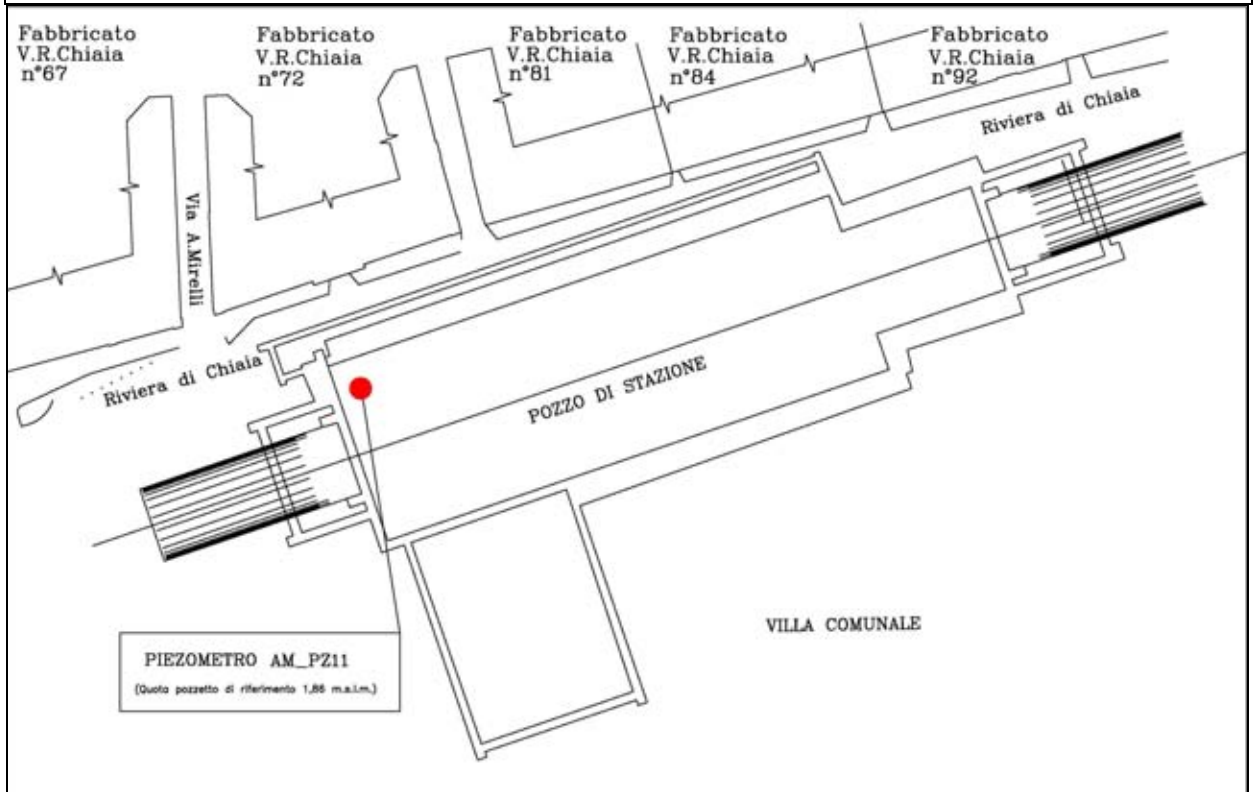 Fabbricato
V.R.Chiaia
n°67
Fabbricato
V.R.Chiaia
n°72
Fabbricato
V.R.Chiaia
n°81
Fabbricato
V.R.Chiaia
n°84
Fabbricato
V.R.Chiaia
n°92
Riviera di Chiaia
Via A.Mirelli
Riviera di Chiaia
POZZO DI STAZIONE
VILLA COMUNALE
PIEZOMETRO AM_PZ11
(Quota pozzetto di riferimento 1,86 m.s.l.m.)